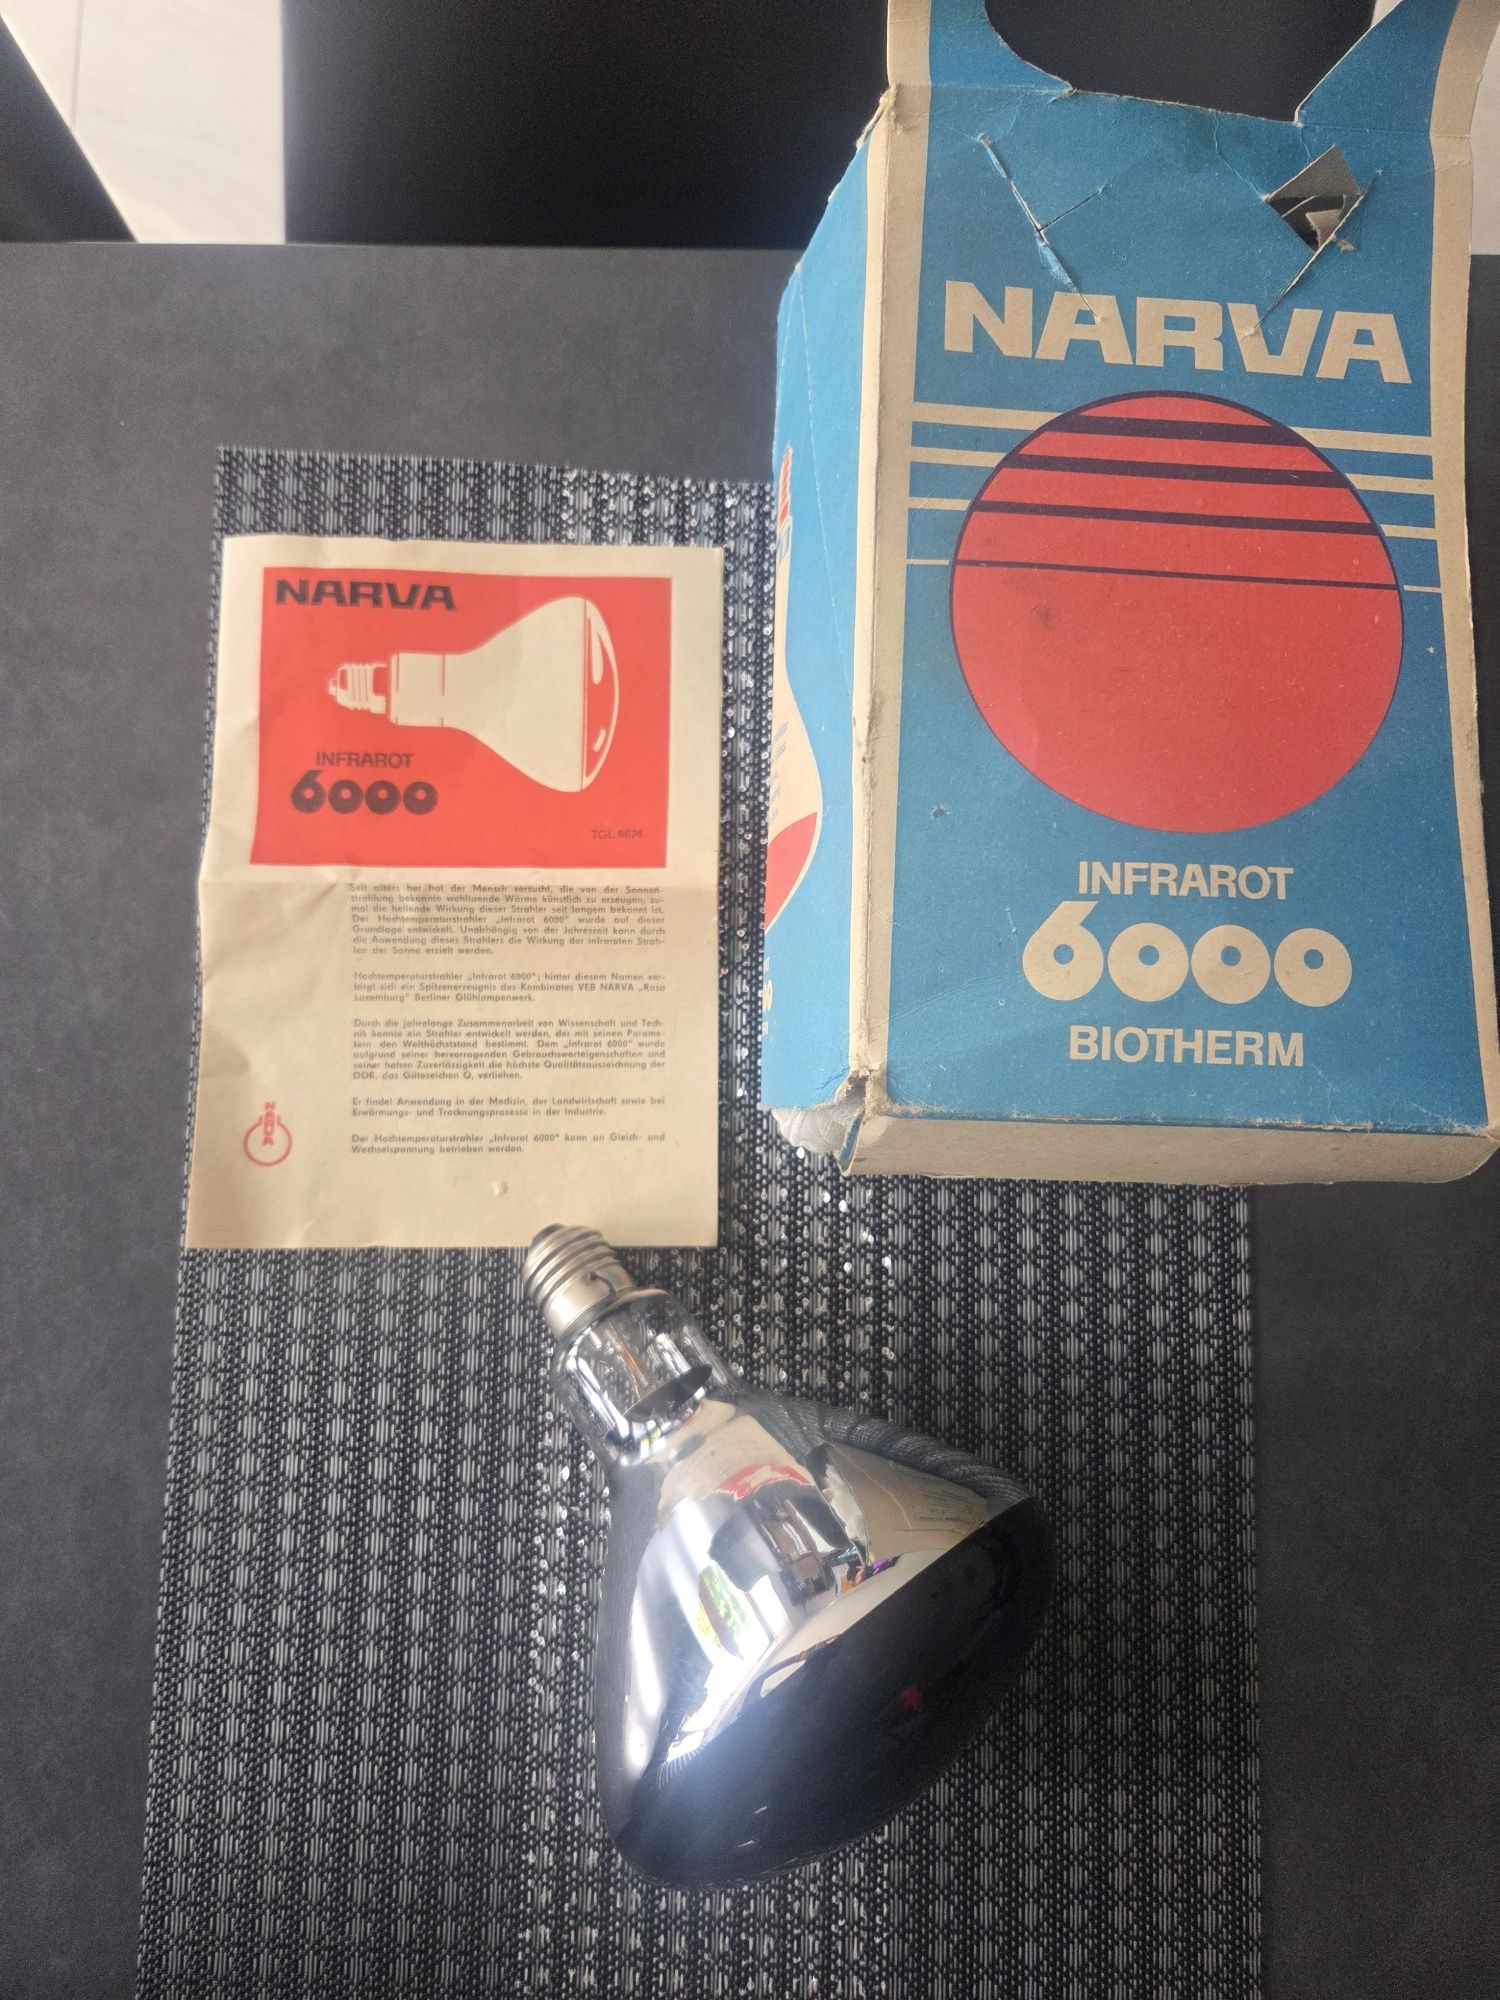 NARVA
INFRAROT
6000
BIOTHERM
NARVA
INFRAROT
6000
TGL 8674
Seit alters her hat der Mensch versucht, die von der Sonnen-
strahlung bekannte wohltuende Wärme künstlich zu erzeugen, zu-
mal die heilende Wirkung dieser Strahler seit langem bekannt ist.
Der Hochtemperaturstrahler „Infrarot 6000“ wurde auf dieser
Grundlage entwickelt. Unabhängig von der Jahreszeit kann durch
die Anwendung dieses Strahlers die Wirkung der infraroten Strah-
len der Sonne erzielt werden.
Hochtemperaturstrahler „Infrarot 6000“; hinter diesem Namen ver-
birgt sich ein Spitzenerzeugnis des Kombinates VEB NARVA „Rosa
Luxemburg“ Berliner Glühlampenwerk.
Durch die jahrelange Zusammenarbeit von Wissenschaft und Tech-
nik konnte ein Strahler entwickelt werden, der mit seinen Parame-
tern den Welthöchststand bestimmt. Dem „Infrarot 6000“ wurde
aufgrund seiner hervorragenden Gebrauchswerteigenschaften und
seiner hohen Zuverlässigkeit die höchste Qualitätsauszeichnung der
DDR, das Gütezeichen Q, verliehen.
Er findet Anwendung in der Medizin, der Landwirtschaft sowie bei
Erwärmungs- und Trocknungsprozesse in der Industrie.
Der Hochtemperaturstrahler „Infrarot 6000“ kann an Gleich- und
Wechselspannung betrieben werden.
NARVA